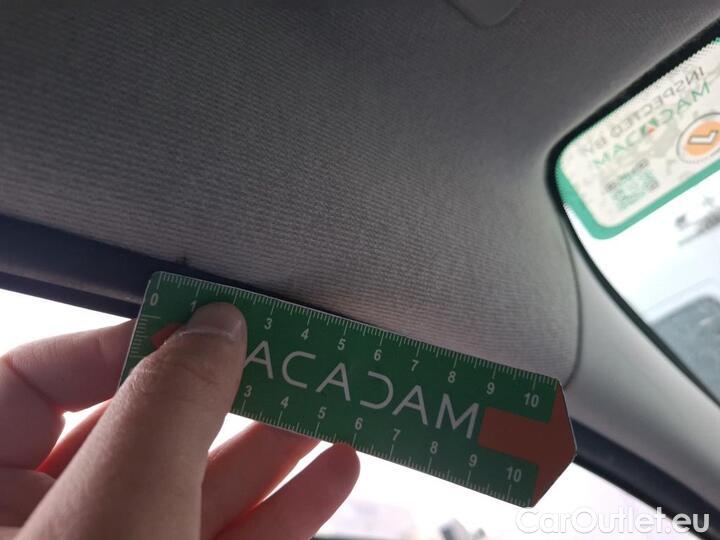 INSPECTED BY
MACADAM
0 1 3 4 5 6 7 8 9 10
MACADAM
3 4 5 6 7 8 9 10
CarOutlet.eu